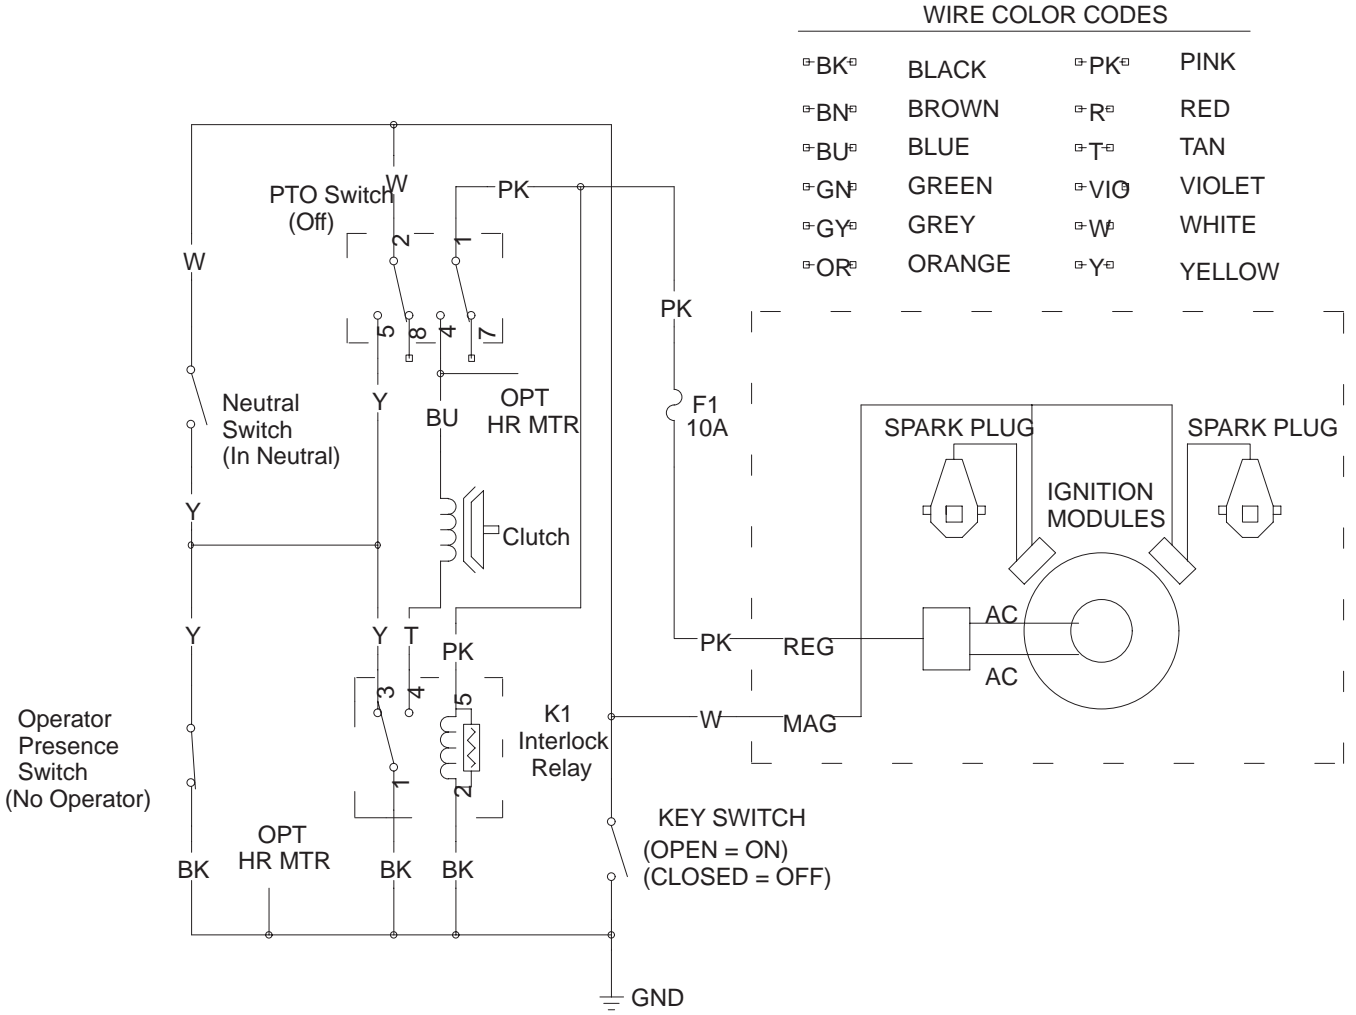 WIRE COLOR CODES
BK BLACK PK PINK
BN BROWN R RED
BU BLUE T TAN
GN GREEN VIO VIOLET
GY GREY W WHITE
OR ORANGE Y YELLOW
W
PK
PTO Switch
(Off)
2
1
W
5
8
4
7
PK
Neutral
Switch
(In Neutral)
Y
BU
OPT
HR MTR
F1
10A
SPARK PLUG
SPARK PLUG
IGNITION
MODULES
Y
Clutch
Y
Y
T
PK
PK
REG
AC
AC
3
4
5
1
2
K1
Interlock
Relay
W
MAG
Operator
Presence
Switch
(No Operator)
OPT
HR MTR
BK
BK
BK
KEY SWITCH
(OPEN = ON)
(CLOSED = OFF)
GND